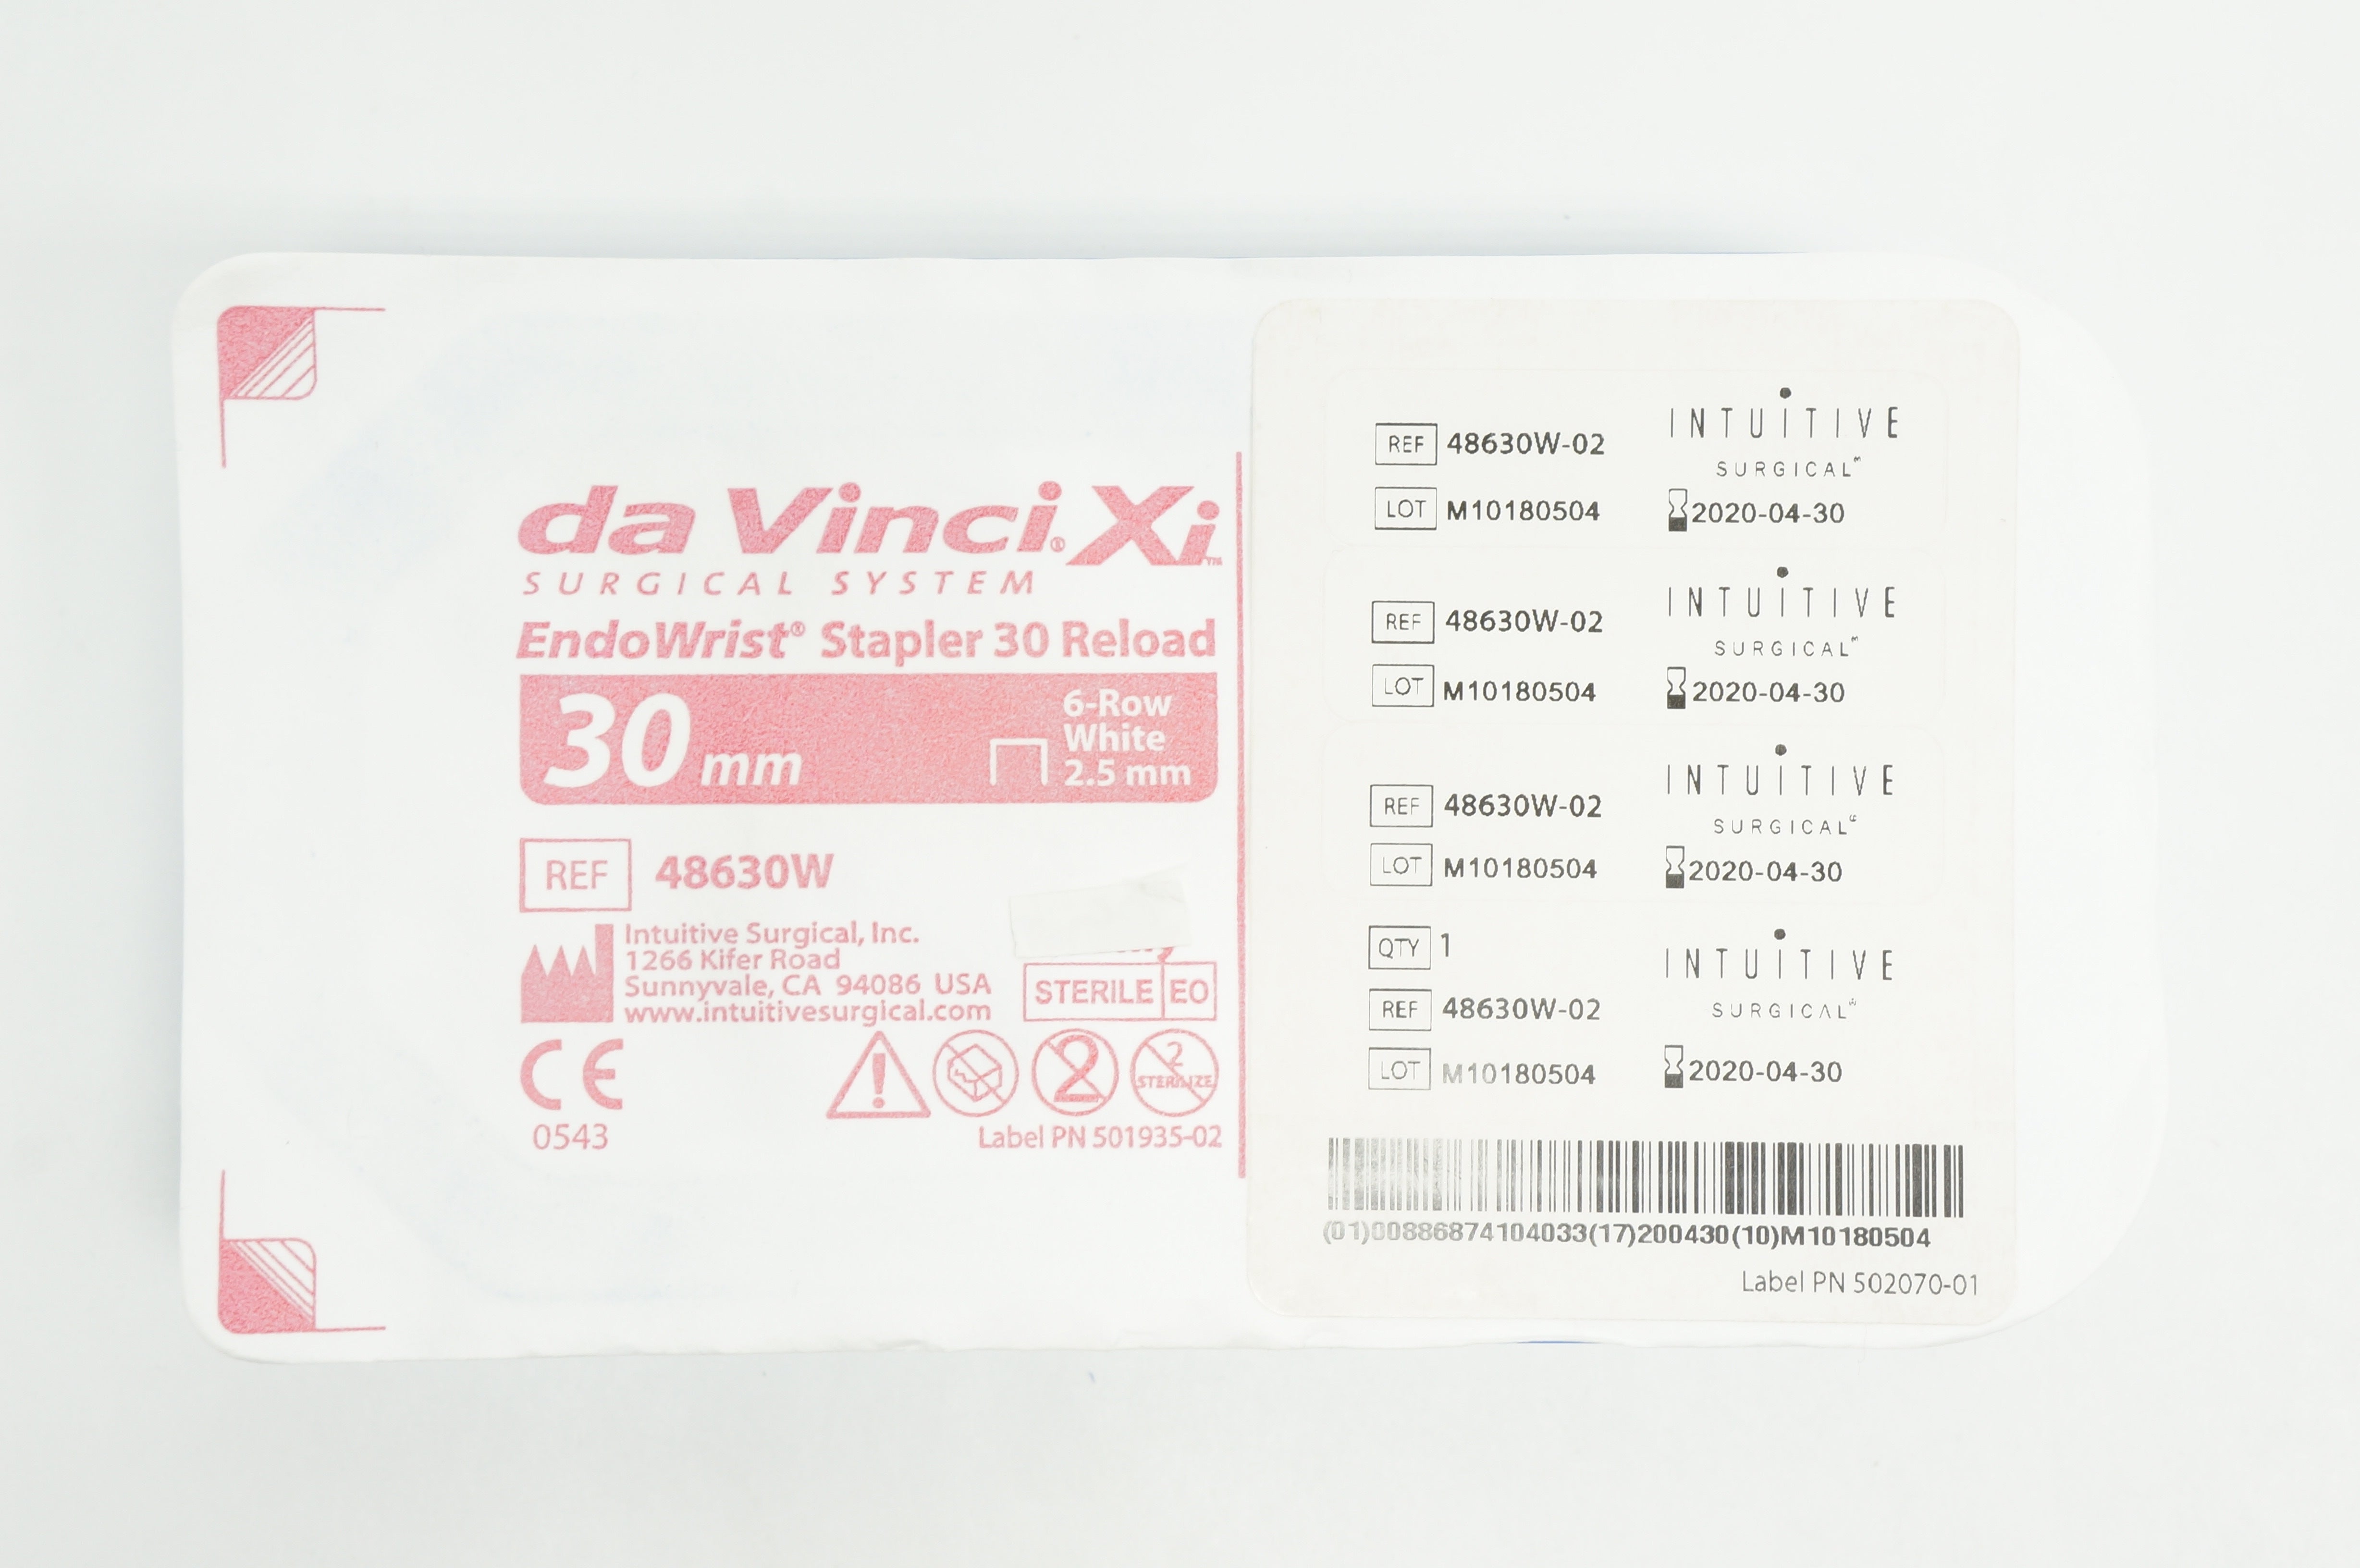 da Vinci® Xi™
SURGICAL SYSTEM
EndoWrist® Stapler 30 Reload
30 mm
6-Row
White
2.5 mm
REF 48630W
Intuitive Surgical, Inc.
1266 Kifer Road
Sunnyvale, CA 94086 USA
www.intuitivesurgical.com
STERILE EO
CE
0543
2
2
STERILIZE
Label PN 501935-02
INTUITIVE
REF 48630W-02
SURGICAL
LOT M10180504
2020-04-30
INTUITIVE
REF 48630W-02
SURGICAL
LOT M10180504
2020-04-30
INTUITIVE
REF 48630W-02
SURGICAL
LOT M10180504
2020-04-30
QTY 1
INTUITIVE
REF 48630W-02
SURGICAL
LOT M10180504
2020-04-30
(01)00886874104033(17)200430(10)M10180504
Label PN 502070-01